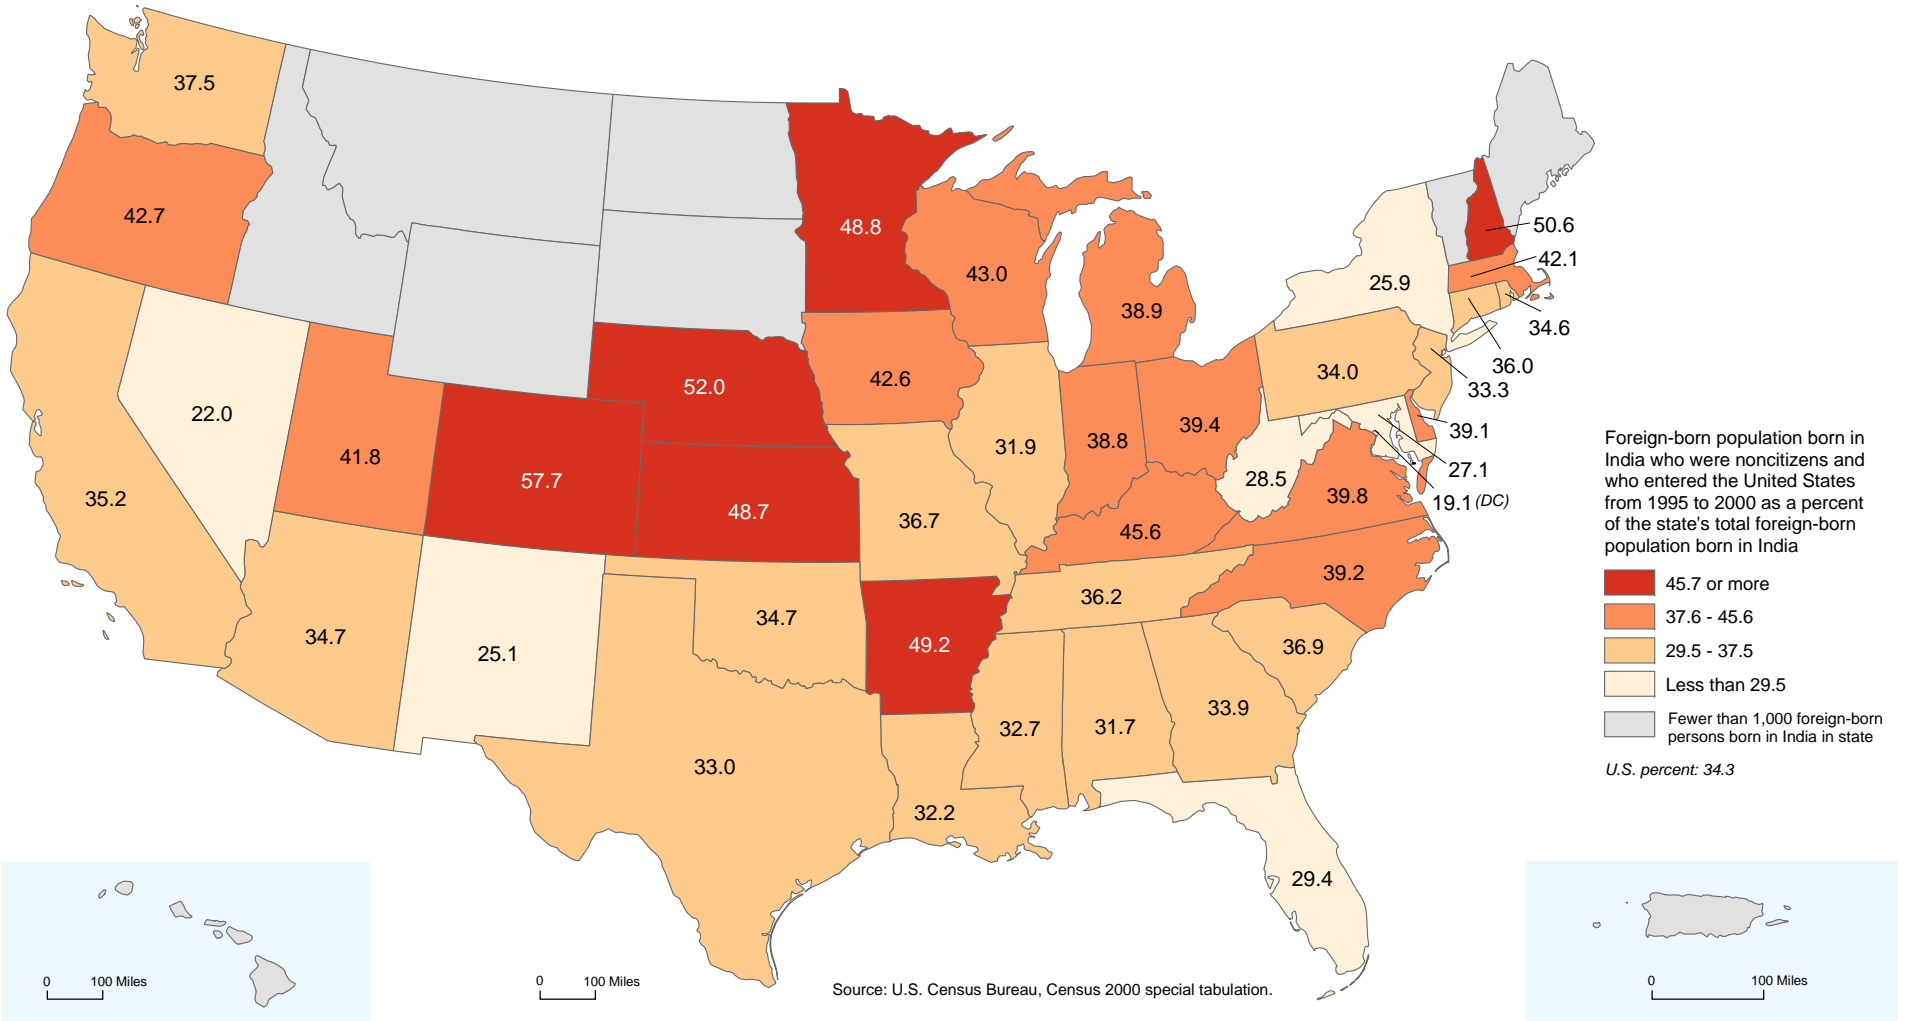 37.5
42.7
48.8
50.6
43.0
42.1
25.9
38.9
34.6
36.0
34.0
52.0
42.6
33.3
22.0
39.4
39.1
31.9
38.8
41.8
27.1
57.7
28.5
39.8
35.2
19.1 (DC)
48.7
36.7
45.6
39.2
36.2
34.7
34.7
49.2
36.9
25.1
33.9
32.7
31.7
33.0
32.2
29.4
Foreign-born population born in
India who were noncitizens and
who entered the United States
from 1995 to 2000 as a percent
of the state's total foreign-born
population born in India
45.7 or more
37.6 - 45.6
29.5 - 37.5
Less than 29.5
Fewer than 1,000 foreign-born
persons born in India in state
U.S. percent: 34.3
0 100 Miles
0 100 Miles
Source: U.S. Census Bureau, Census 2000 special tabulation.
0 100 Miles